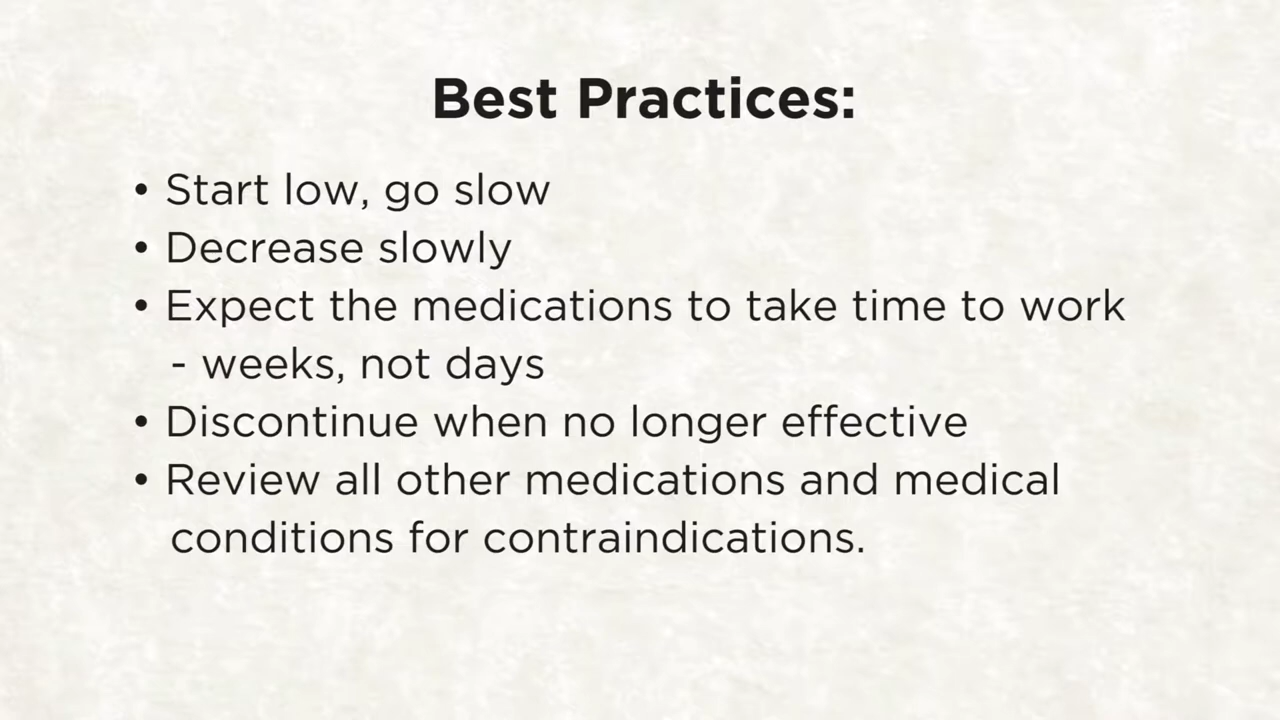 Best Practices:
• Start low, go slow
• Decrease slowly
• Expect the medications to take time to work
- weeks, not days
• Discontinue when no longer effective
• Review all other medications and medical
conditions for contraindications.